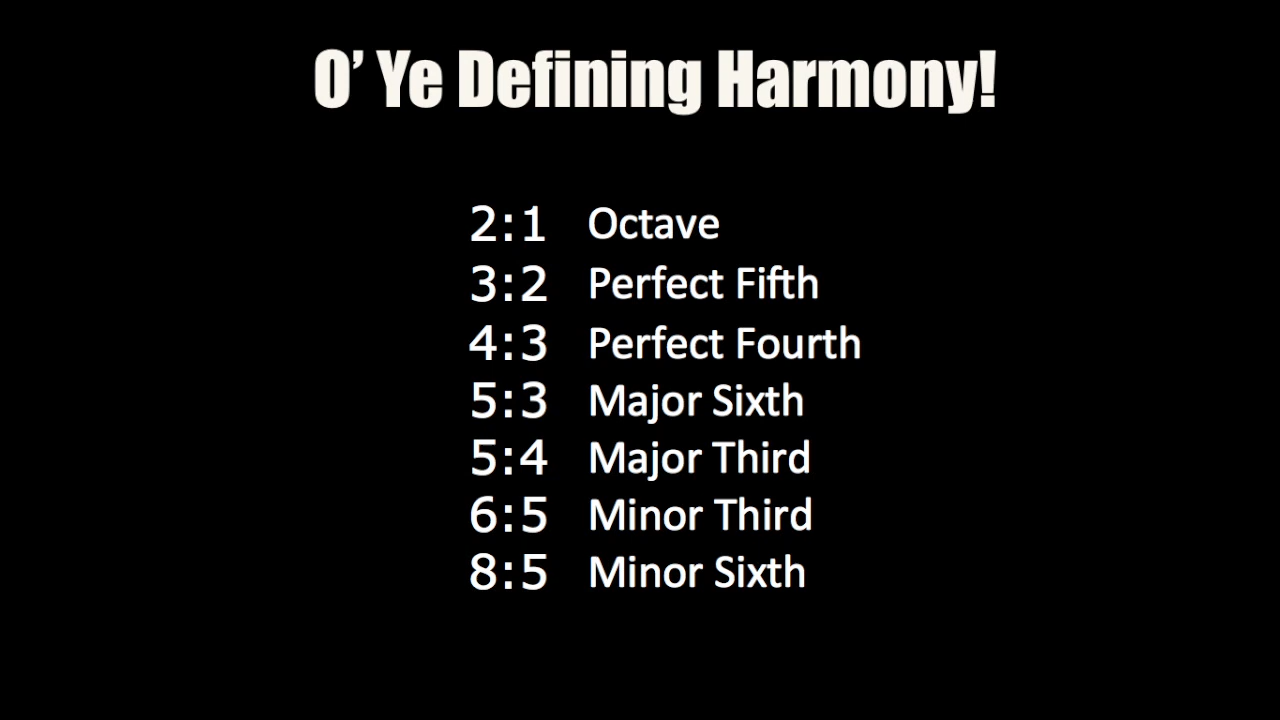 O’ Ye Defining Harmony!
2:1 Octave
3:2 Perfect Fifth
4:3 Perfect Fourth
5:3 Major Sixth
5:4 Major Third
6:5 Minor Third
8:5 Minor Sixth